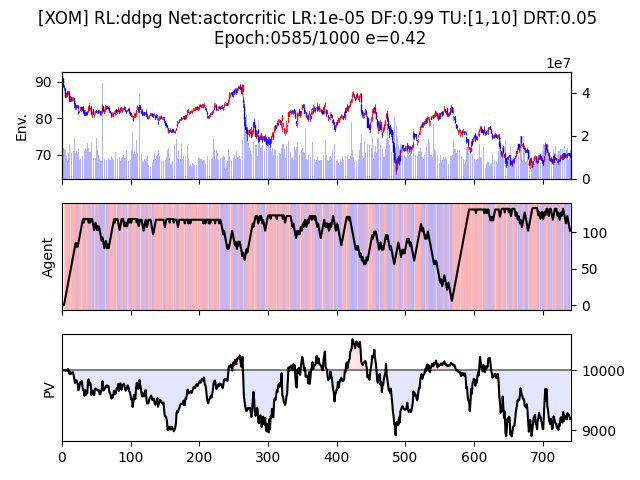 [XOM] RL:ddpg Net:actorcritic LR:1e-05 DF:0.99 TU:[1,10] DRT:0.05
Epoch:0585/1000 e=0.42
1e7
90
80
70
Env.
4
2
0
Agent
100
50
0
PV
10000
9000
0 100 200 300 400 500 600 700